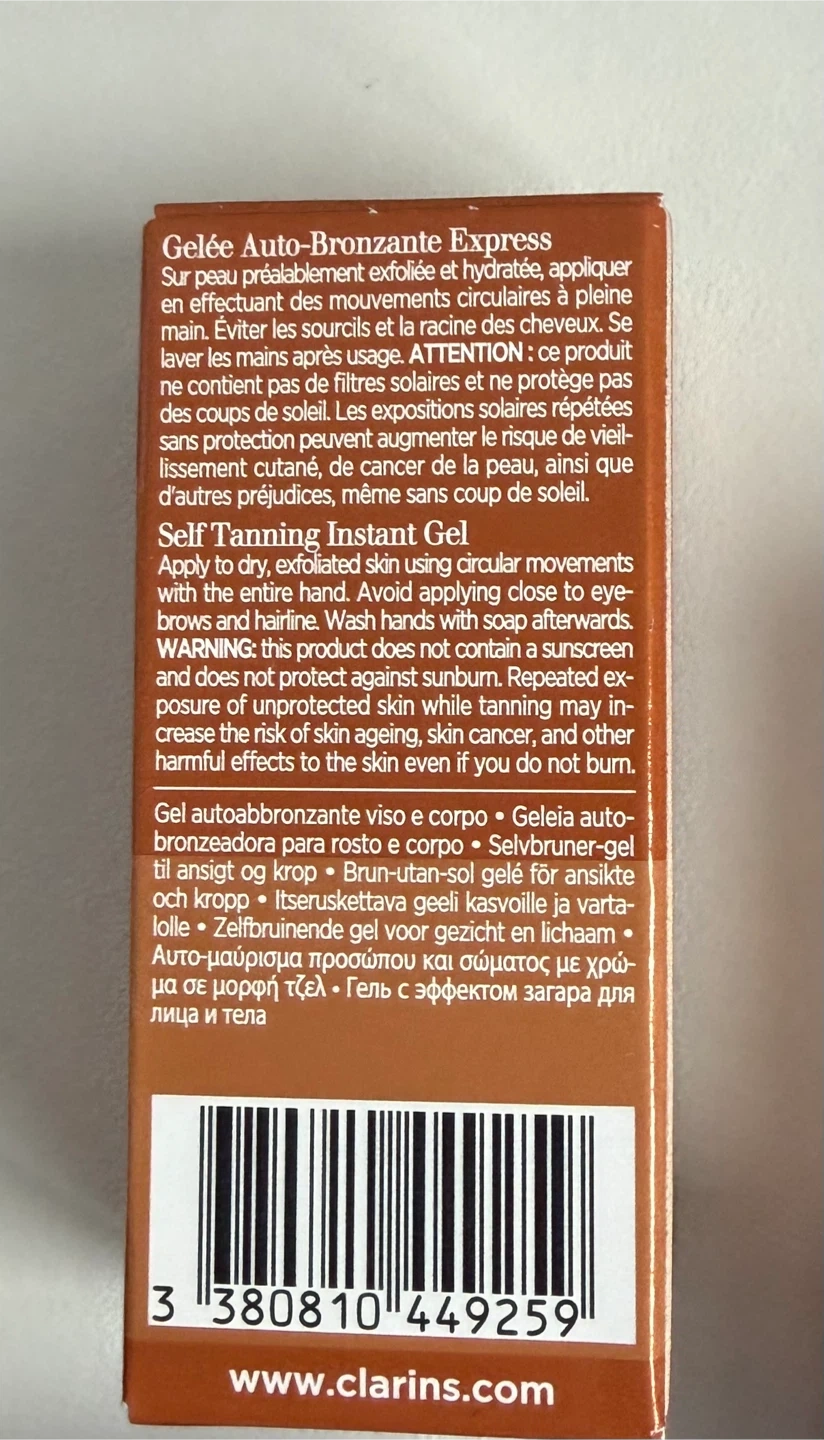 Gelée Auto-Bronzante Express
Sur peau préalablement exfoliée et hydratée, appliquer
en effectuant des mouvements circulaires à pleine
main. Éviter les sourcils et la racine des cheveux. Se
laver les mains après usage. ATTENTION : ce produit
ne contient pas de filtres solaires et ne protège pas
des coups de soleil. Les expositions solaires répétées
sans protection peuvent augmenter le risque de vieil-
lissement cutané, de cancer de la peau, ainsi que
d'autres préjudices, même sans coup de soleil.
Self Tanning Instant Gel
Apply to dry, exfoliated skin using circular movements
with the entire hand. Avoid applying close to eye-
brows and hairline. Wash hands with soap afterwards.
WARNING: this product does not contain a sunscreen
and does not protect against sunburn. Repeated ex-
posure of unprotected skin while tanning may in-
crease the risk of skin ageing, skin cancer, and other
harmful effects to the skin even if you do not burn.
Gel autoabbronzante viso e corpo • Geleia auto-
bronzeadora para rosto e corpo • Selvbruner-gel
til ansigt og krop • Brun-utan-sol gelé för ansikte
och kropp • Itseruskettava geeli kasvoille ja varta-
lolle • Zelfbruinende gel voor gezicht en lichaam •
Αυτο-μαύρισμα προσώπου και σώματος με χρώ-
μα σε μορφή τζελ • Гель с эффектом загара для
лица и тела
3 380810 449259
www.clarins.com